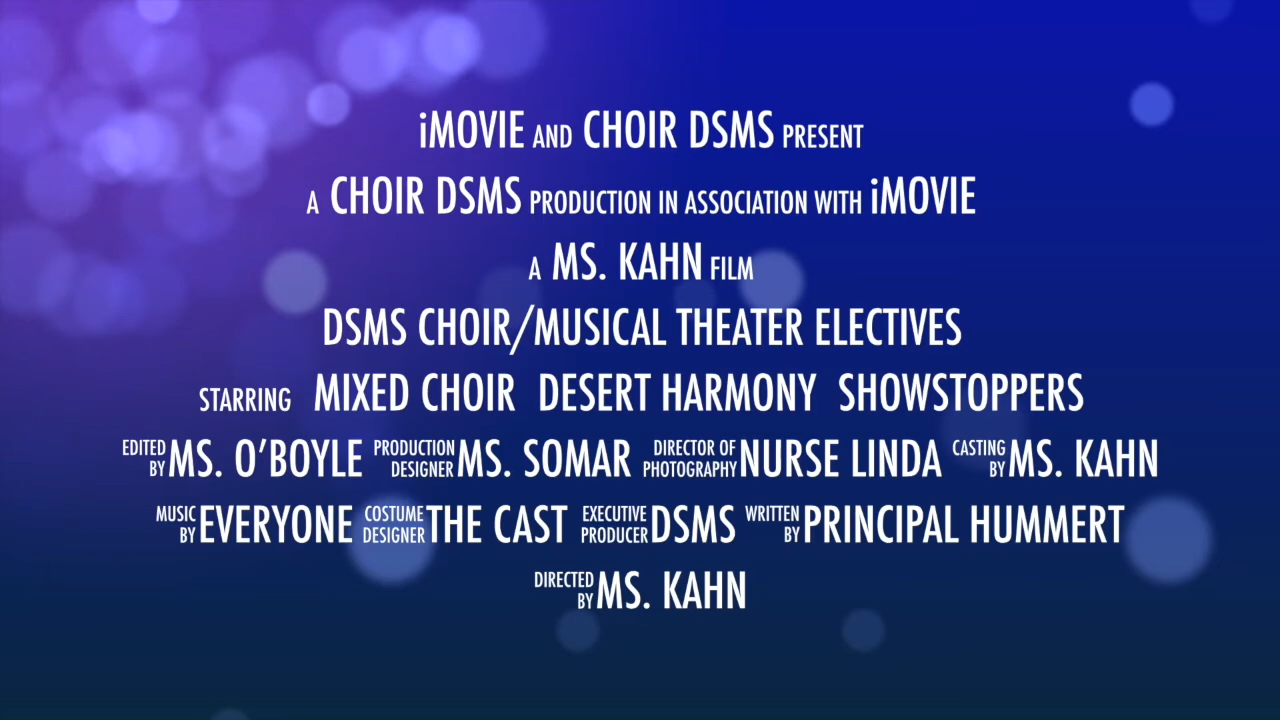 iMOVIE AND CHOIR DSMS PRESENT
A CHOIR DSMS PRODUCTION IN ASSOCIATION WITH iMOVIE
A MS. KAHN FILM
DSMS CHOIR/MUSICAL THEATER ELECTIVES
STARRING MIXED CHOIR DESERT HARMONY SHOWSTOPPERS
EDITED BY MS. O’BOYLE PRODUCTION DESIGNER MS. SOMAR DIRECTOR OF PHOTOGRAPHY NURSE LINDA CASTING BY MS. KAHN
MUSIC BY EVERYONE COSTUME DESIGNER THE CAST EXECUTIVE PRODUCER DSMS WRITTEN BY PRINCIPAL HUMMERT
DIRECTED BY MS. KAHN